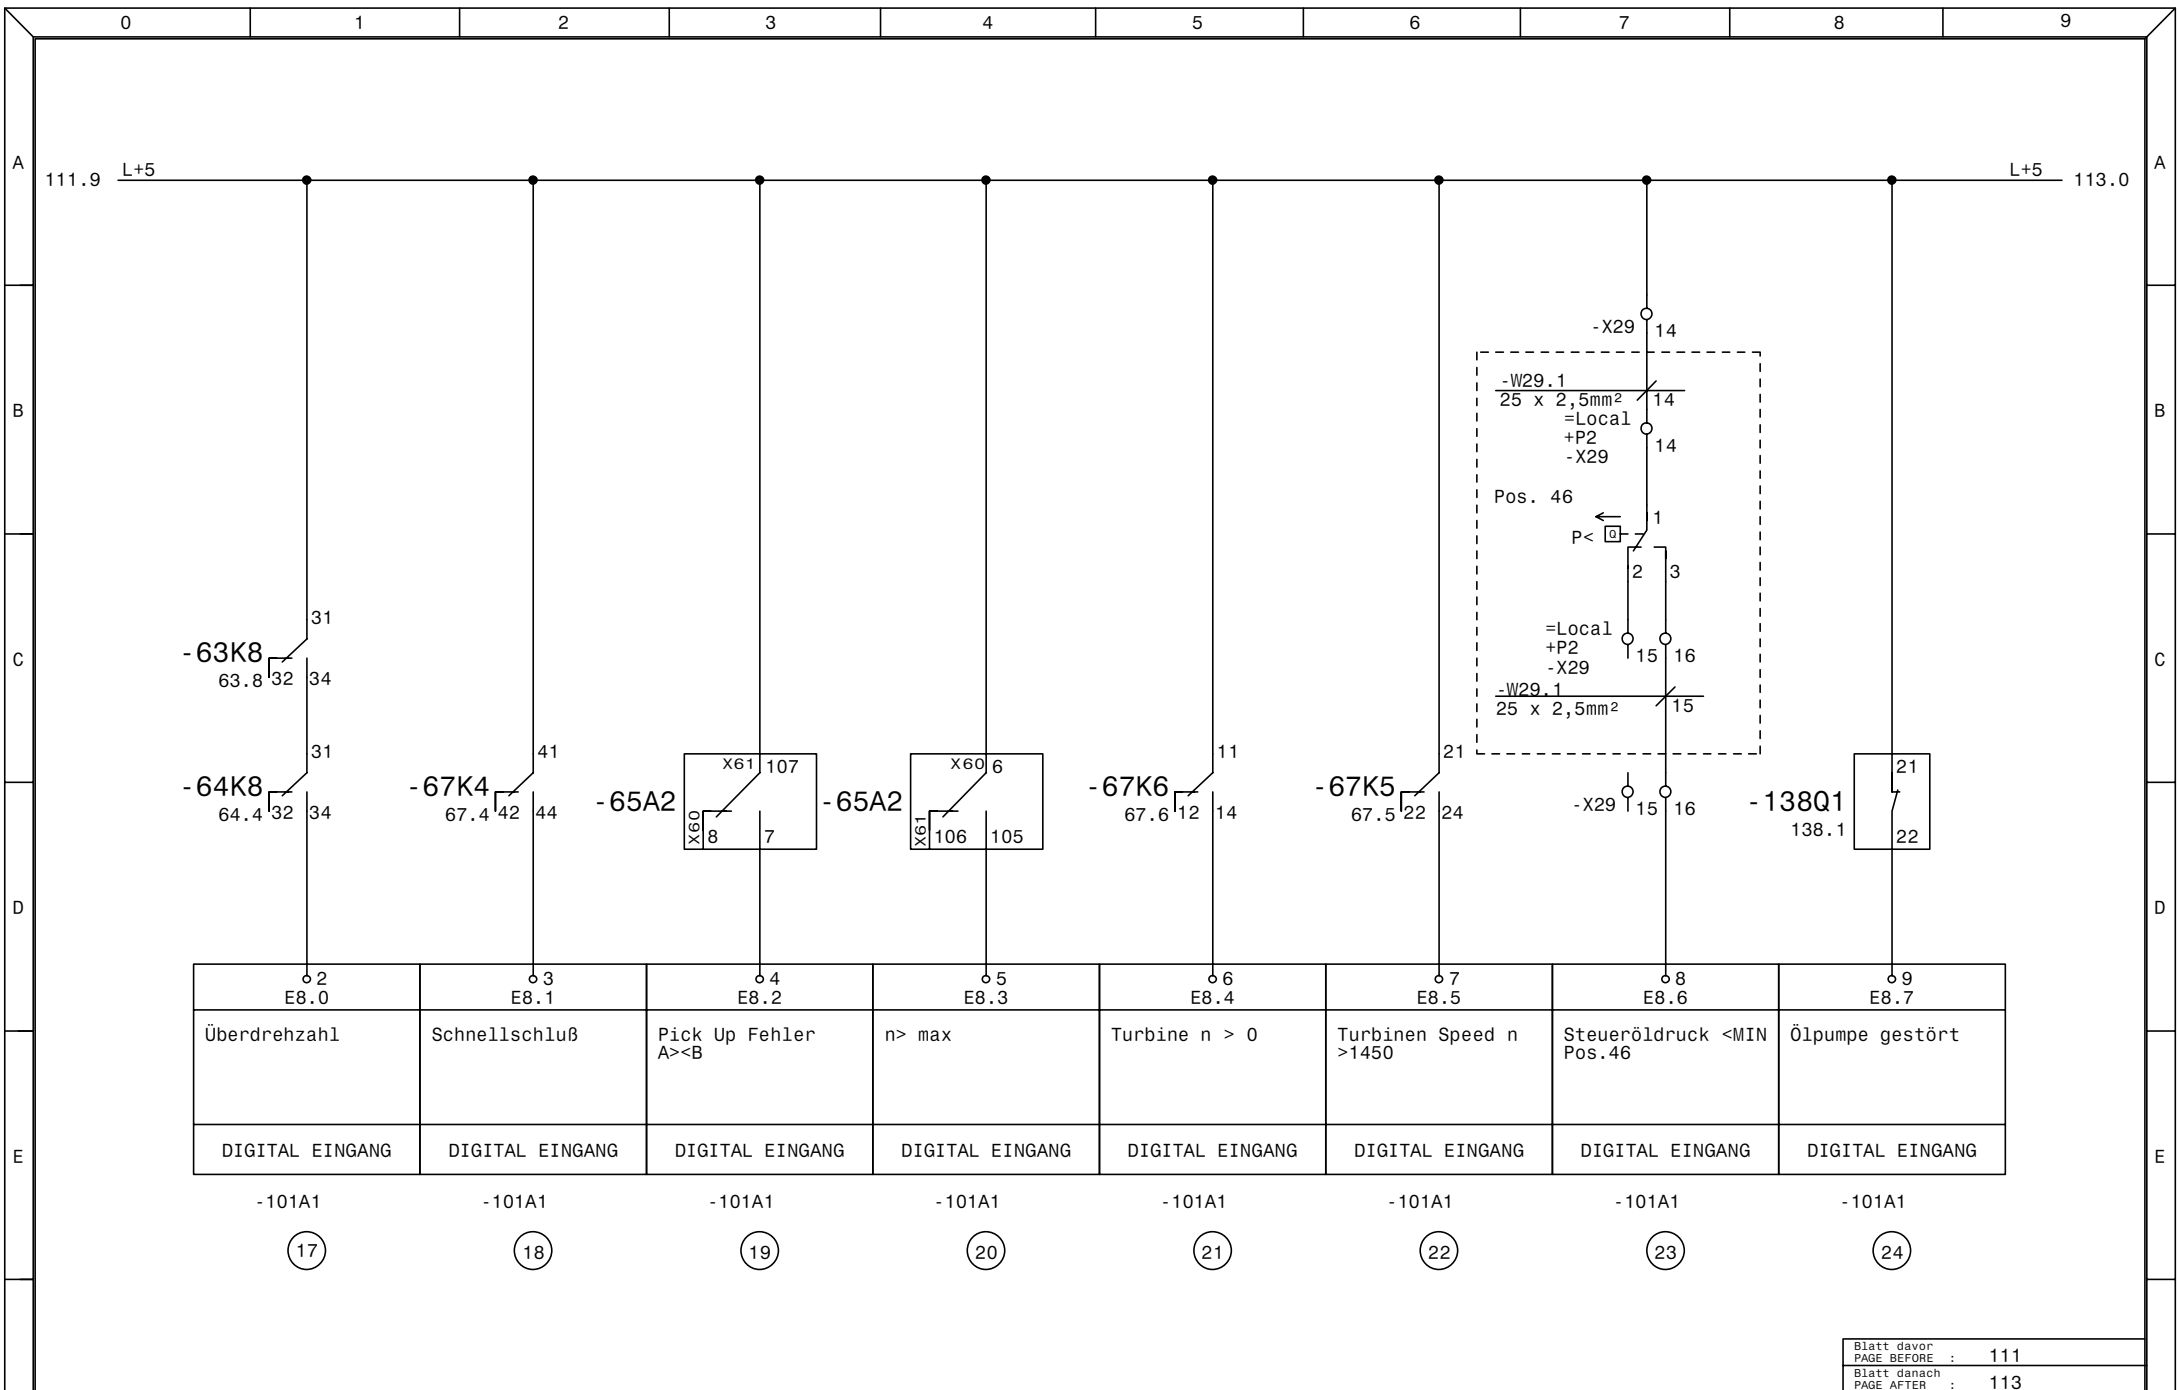 0 1 2 3 4 5 6 7 8 9
A A
111.9 L+5 L+5 113.0
-X29 14
B B
-W29.1
25 x 2,5mm² 14
=Local
+P2 14
-X29
Pos. 46
1
P< Q
2 3
31
-63K8
63.8 32 34
C C
=Local
+P2 15 16
-X29
-W29.1
25 x 2,5mm² 15
31
-64K8
64.4 32 34
41
-67K4
67.4 42 44
X61 107
-65A2
X60 8 7
X60 6
-65A2
X61 106 105
11
-67K6
67.6 12 14
21
-67K5
67.5 22 24
-X29 15 16
21
-138Q1
138.1
22
D D
2 3 4 5 6 7 8 9
E8.0 E8.1 E8.2 E8.3 E8.4 E8.5 E8.6 E8.7
Überdrehzahl
Schnellschluß
Pick Up Fehler
A><B
n> max
Turbine n > 0
Turbinen Speed n
>1450
Steueröldruck <MIN
Pos.46
Ölpumpe gestört
E E
DIGITAL EINGANG DIGITAL EINGANG DIGITAL EINGANG DIGITAL EINGANG DIGITAL EINGANG DIGITAL EINGANG DIGITAL EINGANG DIGITAL EINGANG
-101A1 -101A1 -101A1 -101A1 -101A1 -101A1 -101A1 -101A1
17 18 19 20 21 22 23 24
Blatt davor
PAGE BEFORE : 111
Blatt danach
PAGE AFTER : 113